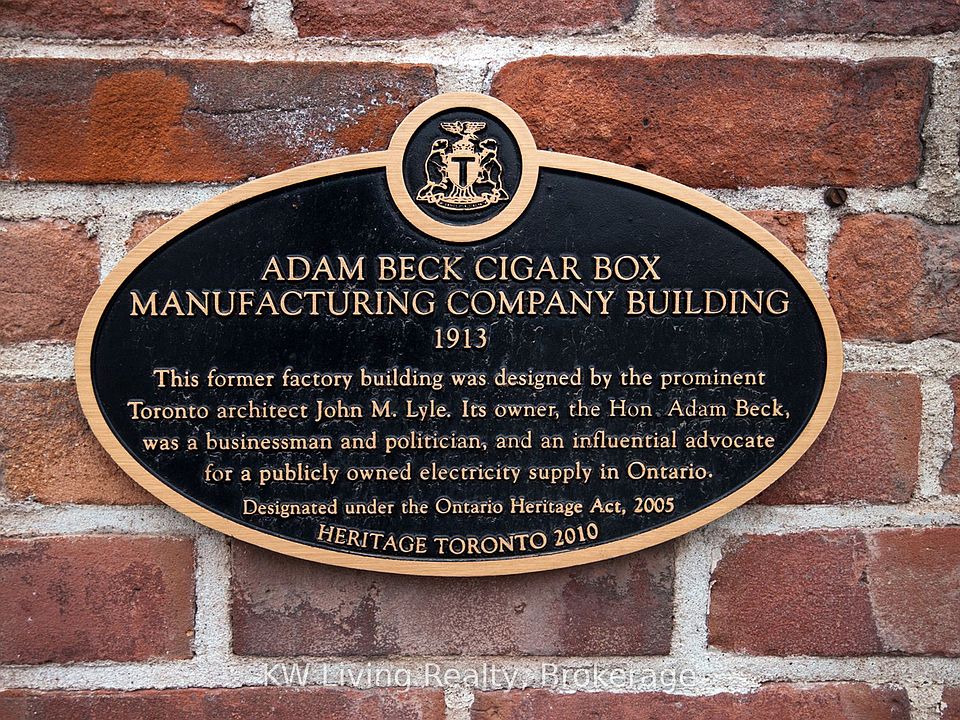 T
ADAM BECK CIGAR BOX
MANUFACTURING COMPANY BUILDING
1913
This former factory building was designed by the prominent
Toronto architect John M. Lyle. Its owner, the Hon. Adam Beck,
was a businessman and politician, and an influential advocate
for a publicly owned electricity supply in Ontario.
Designated under the Ontario Heritage Act, 2005
HERITAGE TORONTO 2010
KW Living Realty, Brokerage